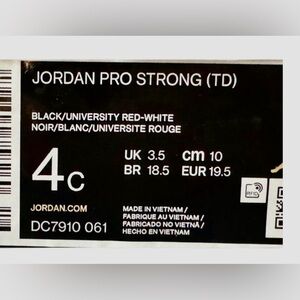 JORDAN PRO STRONG (TD)
BLACK/UNIVERSITY RED-WHITE
NOIR/BLANC/UNIVERSITE ROUGE
4C
UK 3.5 cm 10
BR 18.5 EUR 19.5
RFID
JORDAN.COM
DC7910 061
MADE IN VIETNAM /
FABRIQUÉ AU VIETNAM /
FABRICADO NO VIETNÃ /
HECHO EN VIETNAM